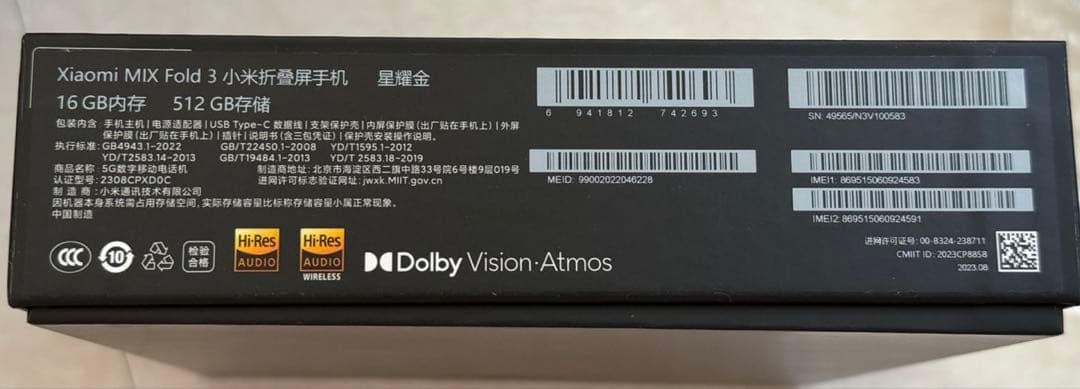 Xiaomi MIX Fold 3 小米折叠屏手机 星耀金
16 GB内存 512 GB存储
包装内含 手机主机 | 电源适配器 | USB Type-C 数据线 | 支架保护壳 | 内屏保护膜 (出厂贴在手机上) | 外屏
保护膜 (出厂贴在手机上) | 插针 | 说明书 (含三包凭证) | 保护壳安装操作说明。
执行标准: GB4943.1-2022 GB/T22450.1-2008 YD/T1595.1-2012
YD/T2583.14-2013 GB/T19484.1-2013 YD/T 2583.18-2019
商品名称: 5G数字移动电话机 制造商地址: 北京市海淀区西二旗中路33号院6号楼9层019号
认证型号: 2308CPXD0C 进网许可标志验证网址: jwxk.MIIT.gov.cn
制 造 商: 小米通讯技术有限公司
因机器本身系统需占用存储空间, 实际存储容量比标称存储容量小属正常现象。
中国制造
CCC
10
检验
合格
Hi-Res
AUDIO
Hi-Res
AUDIO
WIRELESS
Dolby Vision·Atmos
6 941812 742693
MEID: 99002022046228
SN: 49565/N3V100583
IMEI1: 869515060924583
IMEI2: 869515060924591
进网许可证号: 00-B324-238711
CMIIT ID: 2023CP8858
2023.08